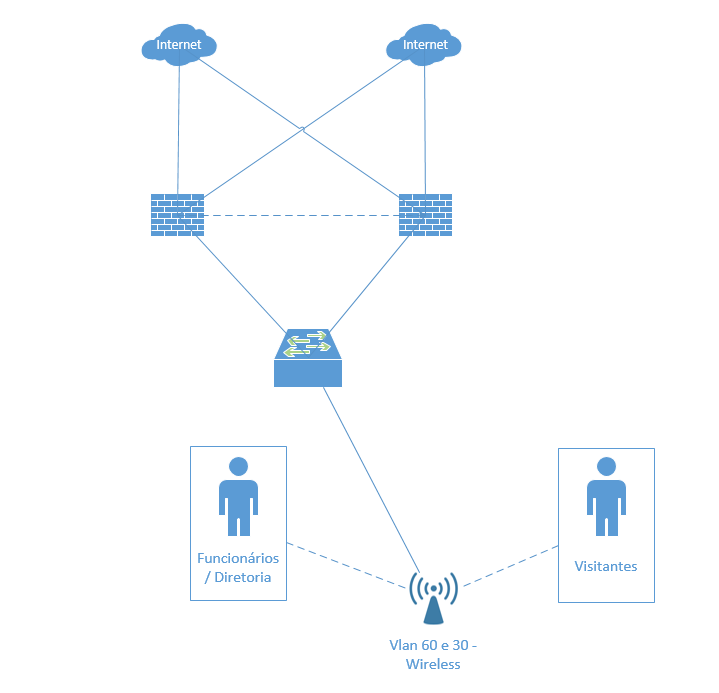 Internet
Internet
Funcionários
/ Diretoria
Visitantes
Vlan 60 e 30 -
Wireless